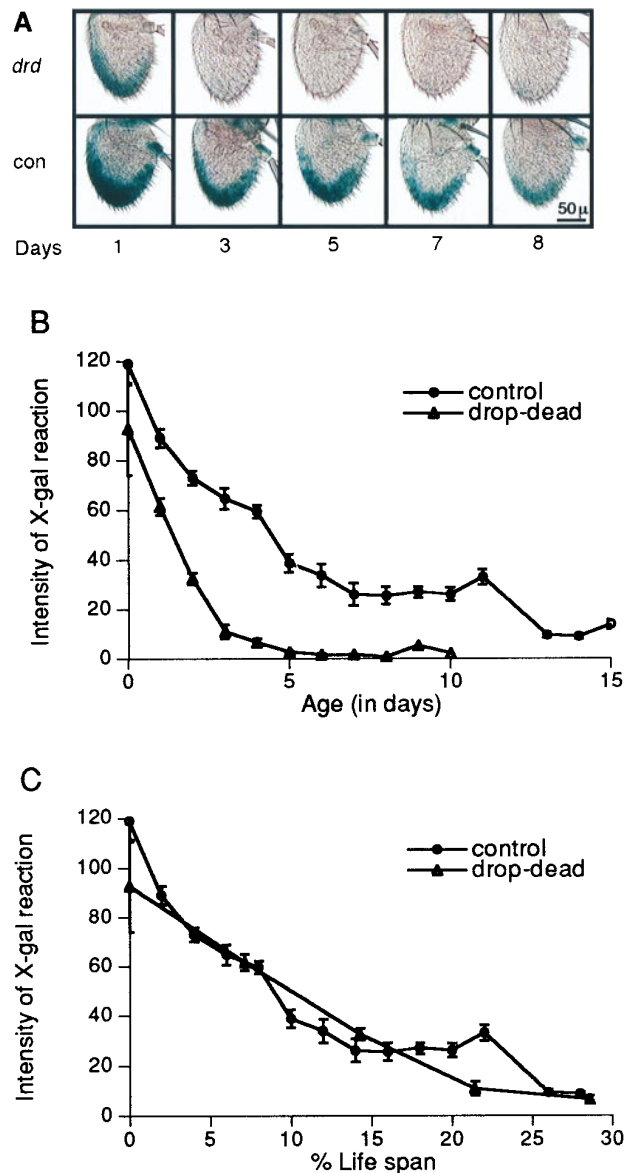 A
drd
con
50 μ
Days 1 3 5 7 8
B
Intensity of X-gal reaction
120
100
80
60
40
20
0
control
drop-dead
0 5 10 15
Age (in days)
C
Intensity of X-gal reaction
120
100
80
60
40
20
0
control
drop-dead
0 5 10 15 20 25 30
% Life span